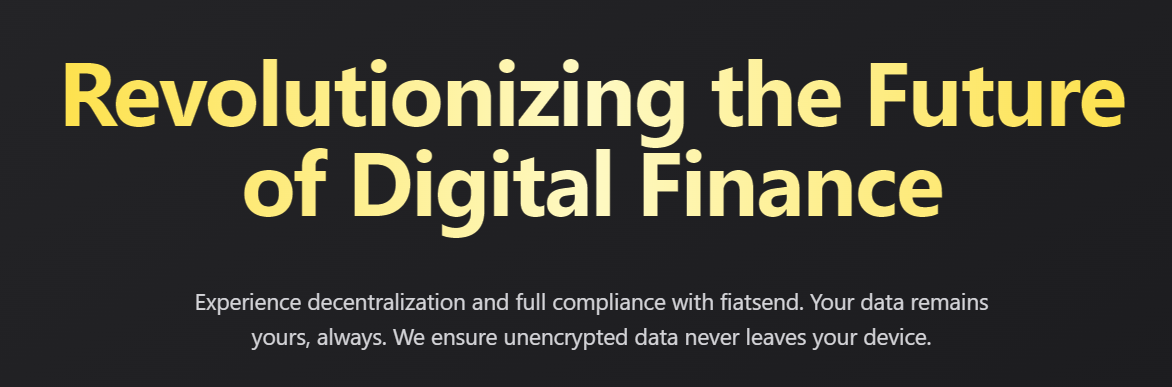 Revolutionizing the Future
of Digital Finance
Experience decentralization and full compliance with fiatsend. Your data remains
yours, always. We ensure unencrypted data never leaves your device.